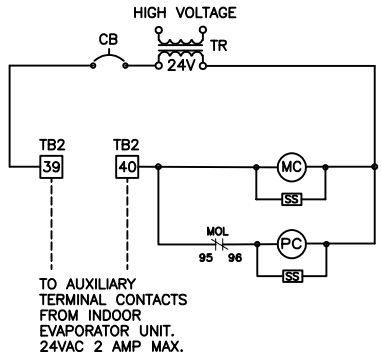 HIGH VOLTAGE
CB
TR
24V
TB2 TB2
39 40
MC
SS
MOL
95 96
PC
SS
TO AUXILIARY
TERMINAL CONTACTS
FROM INDOOR
EVAPORATOR UNIT.
24VAC 2 AMP MAX.